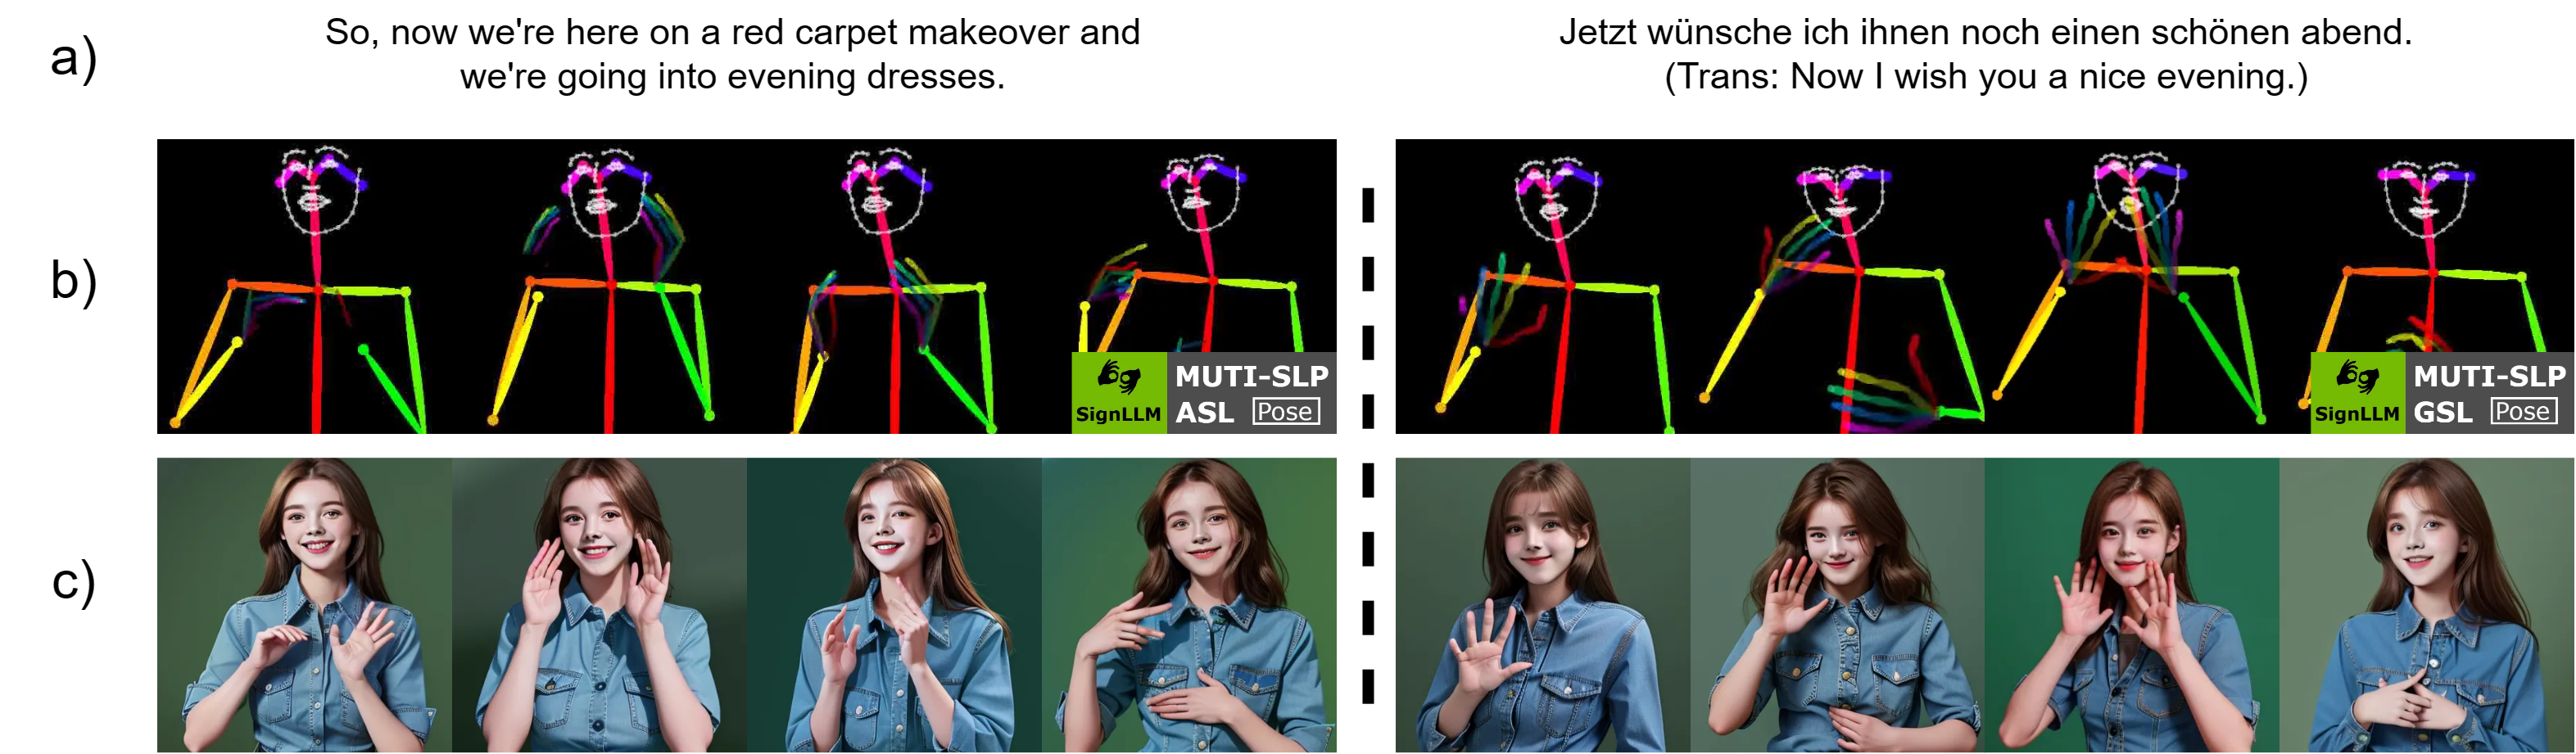 a)
So, now we're here on a red carpet makeover and
we're going into evening dresses.
Jetzt wünsche ich ihnen noch einen schönen abend.
(Trans: Now I wish you a nice evening.)
b)
SignLLM
MUTI-SLP
ASL Pose
SignLLM
MUTI-SLP
GSL Pose
c)